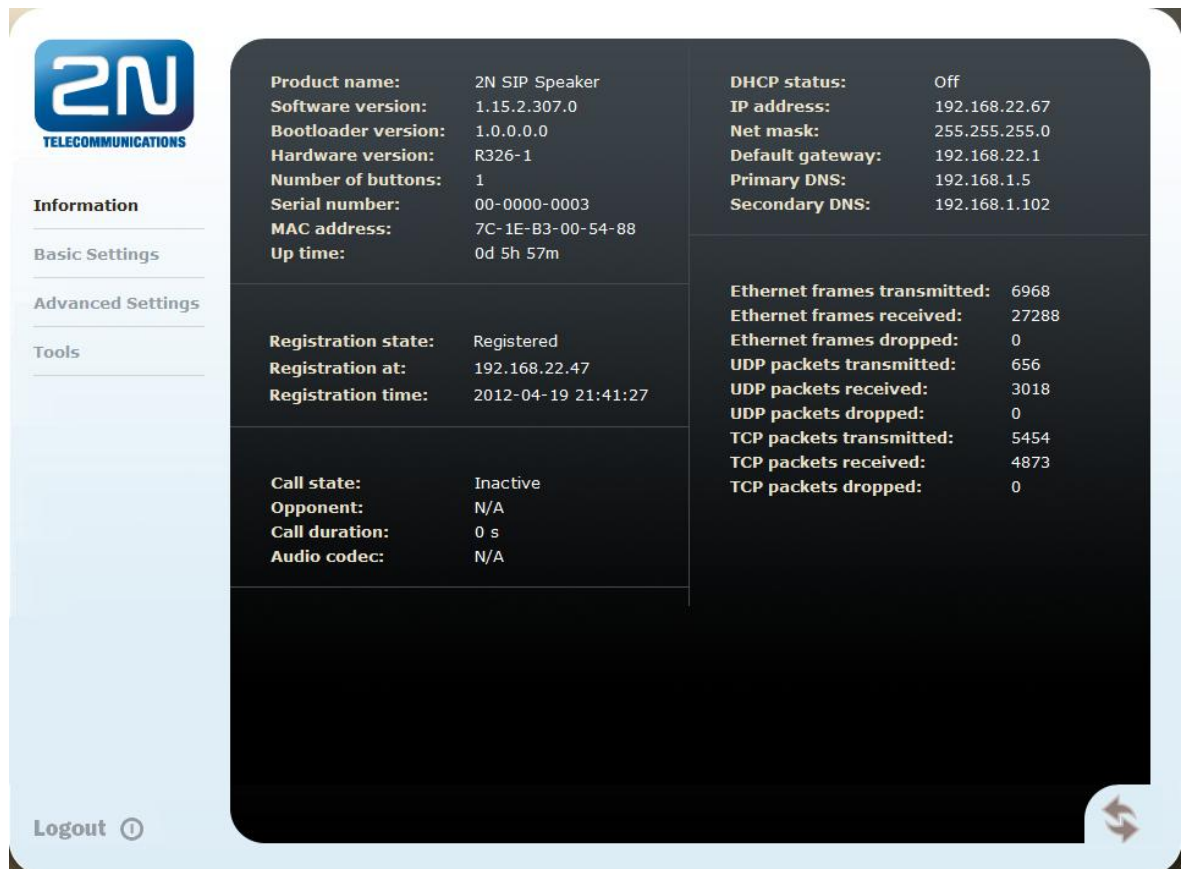 2N
TELECOMMUNICATIONS
Information
Basic Settings
Advanced Settings
Tools
Logout
Product name: 2N SIP Speaker
Software version: 1.15.2.307.0
Bootloader version: 1.0.0.0.0
Hardware version: R326-1
Number of buttons: 1
Serial number: 00-0000-0003
MAC address: 7C-1E-B3-00-54-88
Up time: 0d 5h 57m
Registration state: Registered
Registration at: 192.168.22.47
Registration time: 2012-04-19 21:41:27
Call state: Inactive
Opponent: N/A
Call duration: 0 s
Audio codec: N/A
DHCP status: Off
IP address: 192.168.22.67
Net mask: 255.255.255.0
Default gateway: 192.168.22.1
Primary DNS: 192.168.1.5
Secondary DNS: 192.168.1.102
Ethernet frames transmitted: 6968
Ethernet frames received: 27288
Ethernet frames dropped: 0
UDP packets transmitted: 656
UDP packets received: 3018
UDP packets dropped: 0
TCP packets transmitted: 5454
TCP packets received: 4873
TCP packets dropped: 0